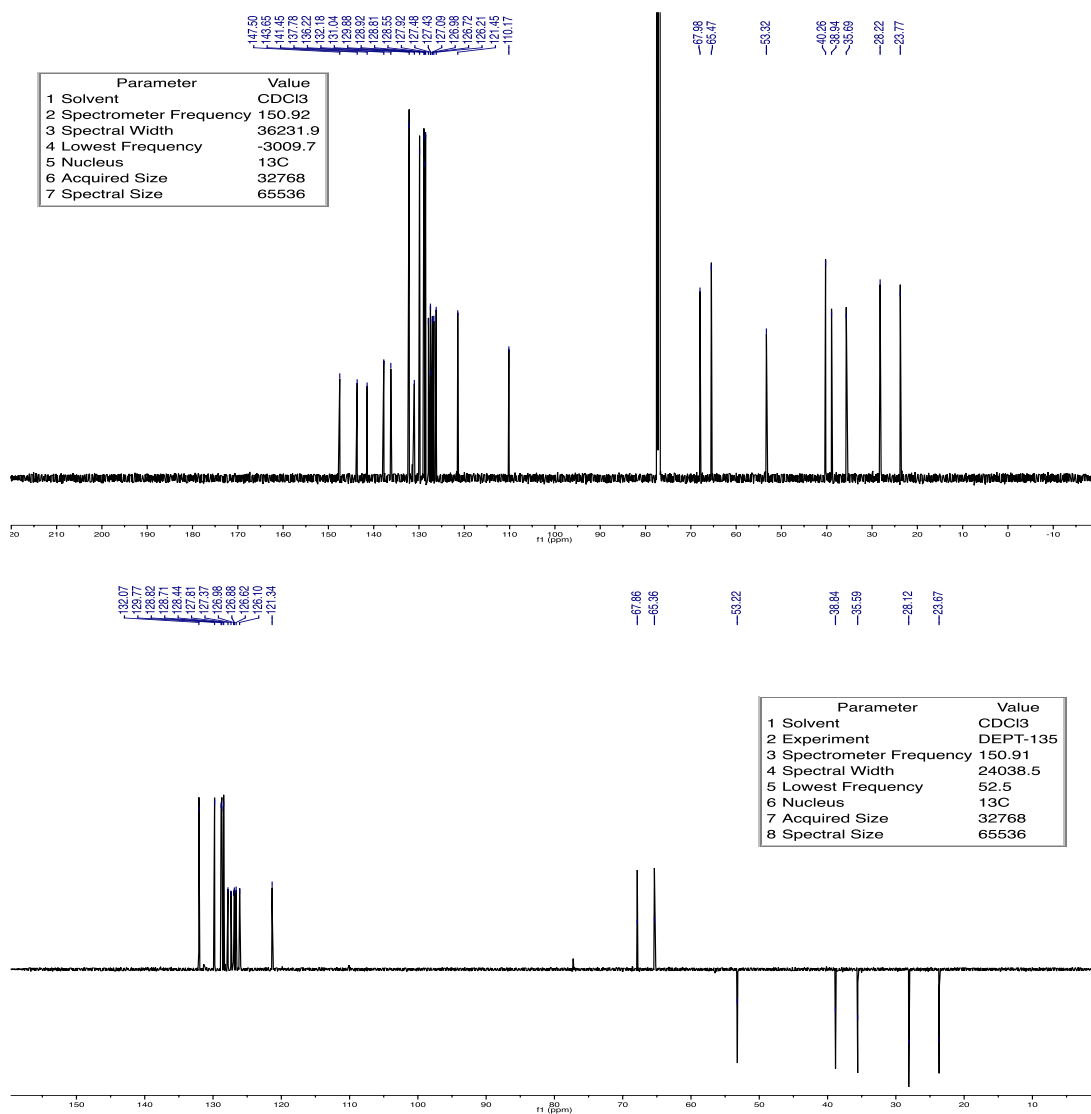 147.50
143.65
141.45
137.78
136.22
132.18
131.04
129.88
128.92
128.81
128.55
127.92
127.48
127.43
127.09
126.98
126.72
126.21
121.45
110.17
67.98
65.47
53.32
40.26
38.94
35.69
28.22
23.77
Parameter Value
1 Solvent CDCl3
2 Spectrometer Frequency 150.92
3 Spectral Width 36231.9
4 Lowest Frequency -3009.7
5 Nucleus 13C
6 Acquired Size 32768
7 Spectral Size 65536
20 210 200 190 180 170 160 150 140 130 120 110 100 90 80 70 60 50 40 30 20 10 0 -10
f1 (ppm)
132.07
129.77
128.82
128.71
128.44
127.81
127.37
126.98
126.88
126.62
126.10
121.34
67.86
65.36
53.22
38.84
35.59
28.12
23.67
Parameter Value
1 Solvent CDCl3
2 Experiment DEPT-135
3 Spectrometer Frequency 150.91
4 Spectral Width 24038.5
5 Lowest Frequency 52.5
6 Nucleus 13C
7 Acquired Size 32768
8 Spectral Size 65536
150 140 130 120 110 100 90 80 70 60 50 40 30 20 10
f1 (ppm)